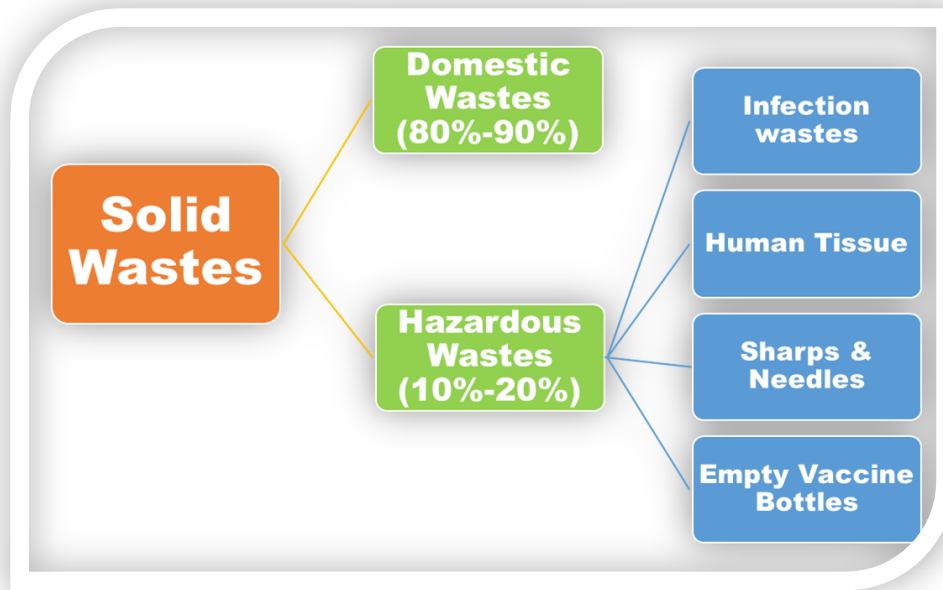 Solid
Wastes
Domestic
Wastes
(80%-90%)
Hazardous
Wastes
(10%-20%)
Infection
wastes
Human Tissue
Sharps &
Needles
Empty Vaccine
Bottles